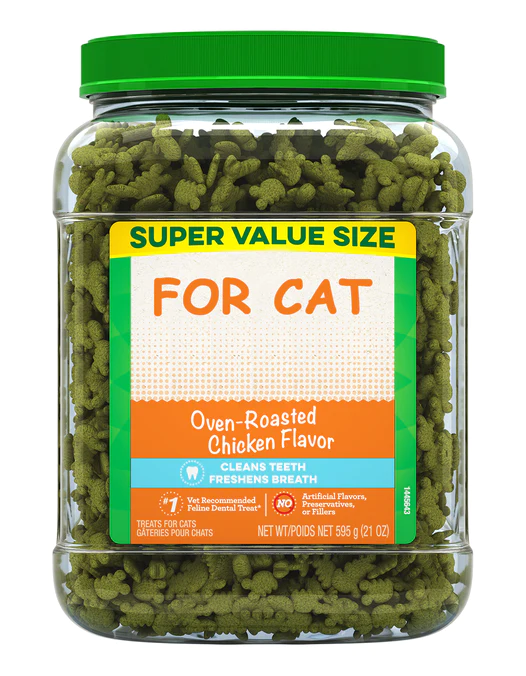 SUPER VALUE SIZE
FOR CAT
Oven-Roasted
Chicken Flavor
CLEANS TEETH
FRESHENS BREATH
#1 Vet Recommended
Feline Dental Treat*
NO Artificial Flavors,
Preservatives,
or Fillers
TREATS FOR CATS
GÂTERIES POUR CHATS
NET WT/POIDS NET 595 g (21 OZ)
1465643